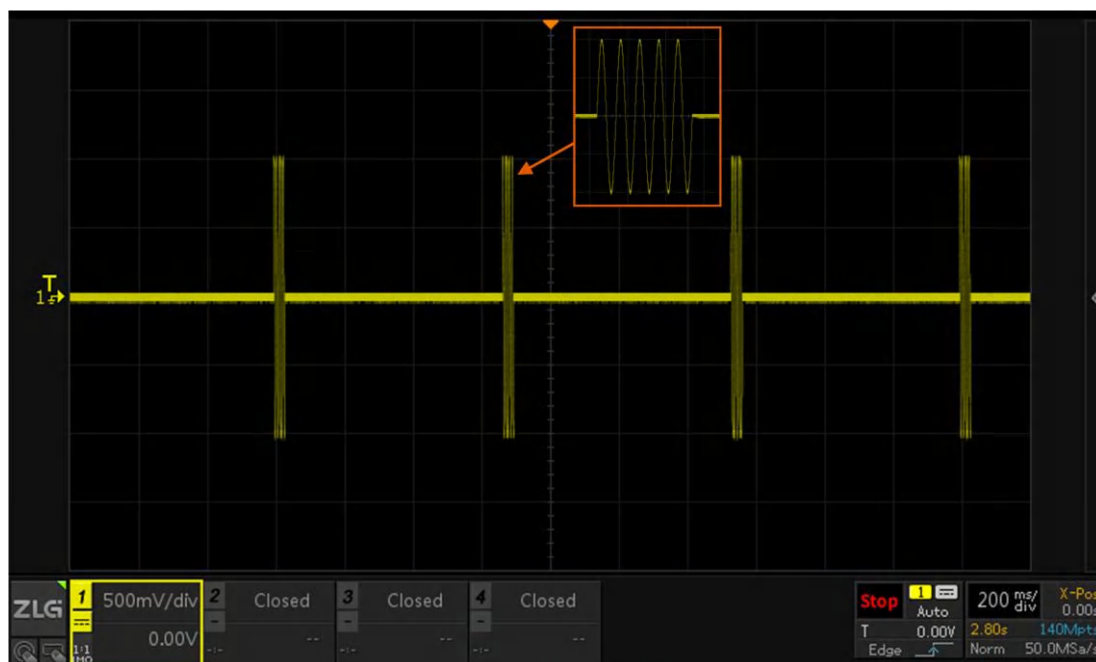 T
1
ZLG
1 500mV/div
0.00V
1:1
1MΩ
2 Closed
-
--
-:-
3 Closed
-
--
-:-
4 Closed
-
--
-:-
Stop
1
Auto
T 0.00V
Edge
200 ms/div
X-Pos
0.00s
2.80s 140Mpts
Norm 50.0MSa/s